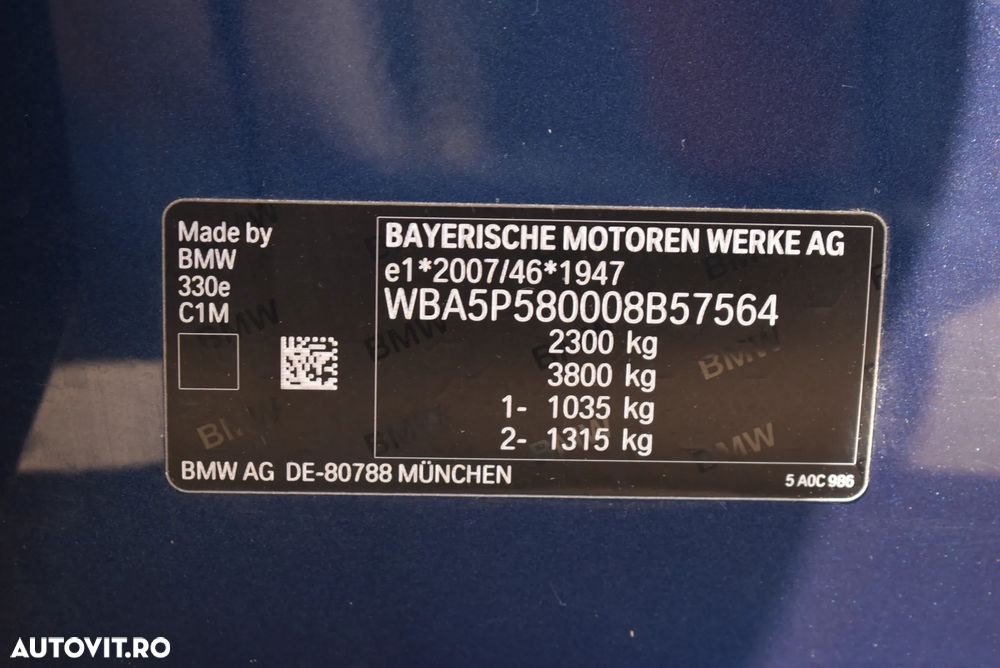 Made by
BMW
330e
C1M
BAYERISCHE MOTOREN WERKE AG
e1*2007/46*1947
WBA5P580008B57564
2300 kg
3800 kg
1- 1035 kg
2- 1315 kg
BMW AG DE-80788 MÜNCHEN
5 A0C 986
AUTOVIT.RO